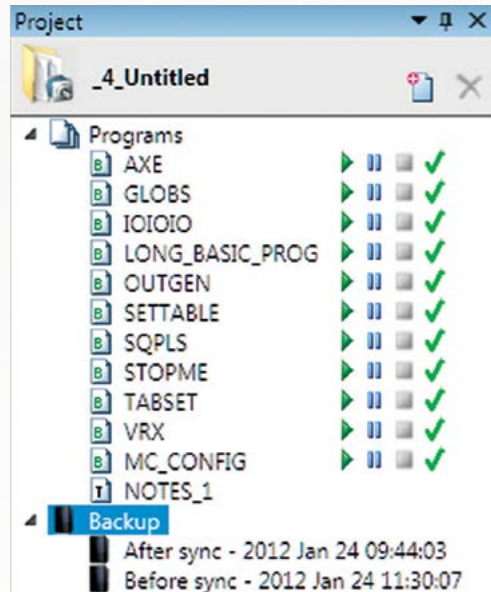 Project
_4_Untitled
Programs
B AXE
B GLOBS
B IOIOIO
B LONG_BASIC_PROG
B OUTGEN
B SETTABLE
B SQPLS
B STOPME
B TABSET
B VRX
B MC_CONFIG
T NOTES_1
Backup
After sync - 2012 Jan 24 09:44:03
Before sync - 2012 Jan 24 11:30:07